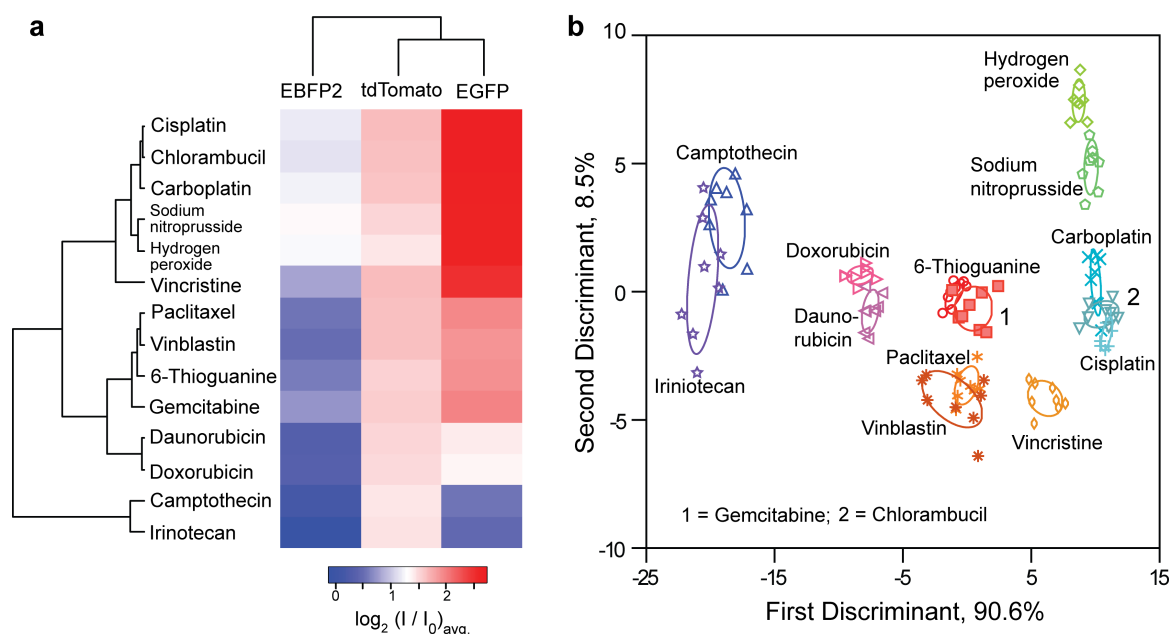 a
EBFP2 tdTomato EGFP
Cisplatin
Chlorambucil
Carboplatin
Sodium
nitroprusside
Hydrogen
peroxide
Vincristine
Paclitaxel
Vinblastin
6-Thioguanine
Gemcitabine
Daunorubicin
Doxorubicin
Camptothecin
Irinotecan
0 1 2
log₂ (I / I₀)avg.
b
Second Discriminant, 8.5%
10
5
0
-5
-10
-25 -15 -5 5 15
First Discriminant, 90.6%
Hydrogen
peroxide
Camptothecin
Sodium
nitroprusside
Carboplatin
Doxorubicin
6-Thioguanine
2
1
Dauno-
rubicin
Cisplatin
Paclitaxel
Iriniotecan
Vinblastin
Vincristine
1 = Gemcitabine; 2 = Chlorambucil